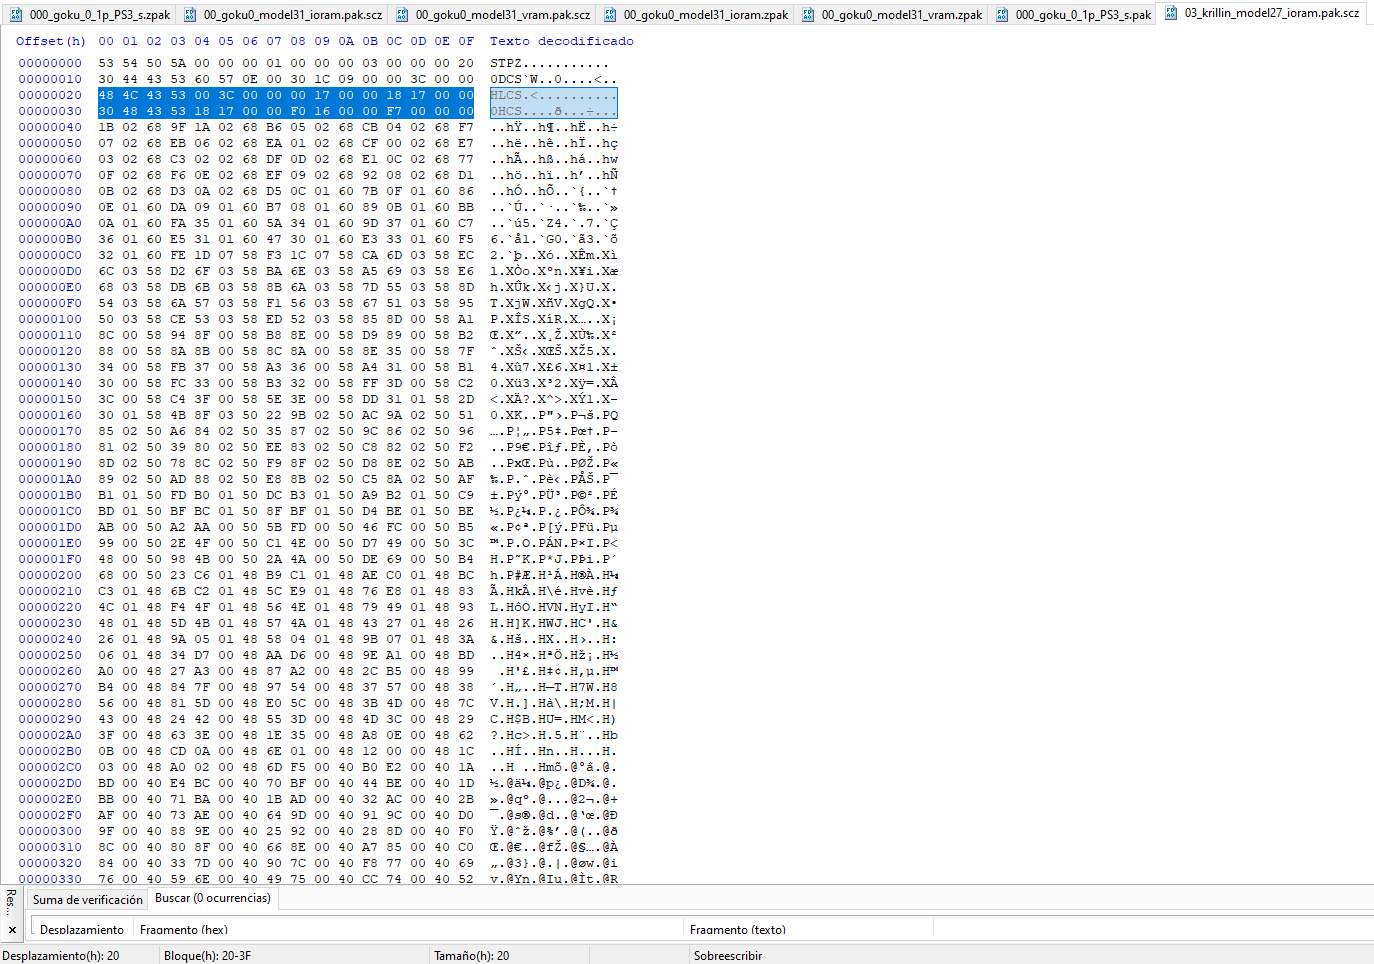 000_goku_0_1p_PS3_s.zpak 00_goku0_model31_ioram.pak.scz 00_goku0_model31_vram.pak.scz 00_goku0_model31_ioram.zpak 00_goku0_model31_vram.zpak 000_goku_0_1p_PS3_s.pak 03_krillin_model27_ioram.pak.scz
Offset(h) 00 01 02 03 04 05 06 07 08 09 0A 0B 0C 0D 0E 0F Texto decodificado
00000000 53 54 50 5A 00 00 00 01 00 00 00 03 00 00 00 20 STPZ...........
00000010 30 44 43 53 60 57 0E 00 30 1C 09 00 00 3C 00 00 0DCS`W..0....<..
00000020 48 4C 43 53 00 3C 00 00 00 17 00 00 18 17 00 00 HLCS.<..........
00000030 30 48 43 53 18 17 00 00 F0 16 00 00 F7 00 00 00 0HCS....ð...÷...
00000040 1B 02 68 9F 1A 02 68 B6 05 02 68 CB 04 02 68 F7 ..hŸ..h¶..hË..h÷
00000050 07 02 68 EB 06 02 68 EA 01 02 68 CF 00 02 68 E7 ..hë..hê..hÏ..hç
00000060 03 02 68 C3 02 02 68 DF 0D 02 68 E1 0C 02 68 77 ..hÃ..hß..há..hw
00000070 0F 02 68 F6 0E 02 68 EF 09 02 68 92 08 02 68 D1 ..hö..hï..h’..hÑ
00000080 0B 02 68 D3 0A 02 68 D5 0C 01 60 7B 0F 01 60 86 ..hÓ..hÕ..`{..`†
00000090 0E 01 60 DA 09 01 60 B7 08 01 60 89 0B 01 60 BB ..`Ú..`·..`‰..`»
000000A0 0A 01 60 FA 35 01 60 5A 34 01 60 9D 37 01 60 C7 ..`ú5.`Z4.`.7.`Ç
000000B0 36 01 60 E5 31 01 60 47 30 01 60 E3 33 01 60 F5 6.`å1.`G0.`ã3.`õ
000000C0 32 01 60 FE 1D 07 58 F3 1C 07 58 CA 6D 03 58 EC 2.`þ..Xó..XÊm.Xì
000000D0 6C 03 58 D2 6F 03 58 BA 6E 03 58 A5 69 03 58 E6 l.XÒo.Xºn.X¥i.Xæ
000000E0 68 03 58 DB 6B 03 58 8B 6A 03 58 7D 55 03 58 8D h.XÛk.X‹j.X}U.X.
000000F0 54 03 58 6A 57 03 58 F1 56 03 58 67 51 03 58 95 T.XjW.XñV.XgQ.X•
00000100 50 03 58 CE 53 03 58 ED 52 03 58 85 8D 00 58 A1 P.XÎS.XíR.X…..X¡
00000110 8C 00 58 94 8F 00 58 B8 8E 00 58 D9 89 00 58 B2 Œ.X”..X¸Ž.XÙ‰.X²
00000120 88 00 58 8A 8B 00 58 8C 8A 00 58 8E 35 00 58 7F ˆ.XŠ‹.XŒŠ.XŽ5.X.
00000130 34 00 58 FB 37 00 58 A3 36 00 58 A4 31 00 58 B1 4.Xû7.X£6.X¤1.X±
00000140 30 00 58 FC 33 00 58 B3 32 00 58 FF 3D 00 58 C2 0.Xü3.X³2.Xÿ=.XÂ
00000150 3C 00 58 C4 3F 00 58 5E 3E 00 58 DD 31 01 58 2D <.XÄ?.X^>.XÝ1.X-
00000160 30 01 58 4B 8F 03 50 22 9B 02 50 AC 9A 02 50 51 0.XK..P"›.P¬š.PQ
00000170 85 02 50 A6 84 02 50 35 87 02 50 9C 86 02 50 96 ….P¦„.P5‡.Pœ†.P–
00000180 81 02 50 39 80 02 50 EE 83 02 50 C8 82 02 50 F2 ..P9€.Pîƒ.PÈ‚.Pò
00000190 8D 02 50 78 8C 02 50 F9 8F 02 50 D8 8E 02 50 AB ..PxŒ.Pù..PØŽ.P«
000001A0 89 02 50 AD 88 02 50 E8 8B 02 50 C5 8A 02 50 AF ‰.P.ˆ.Pè‹.PÅŠ.P¯
000001B0 B1 01 50 FD B0 01 50 DC B3 01 50 A9 B2 01 50 C9 ±.Pý°.PÜ³.P©².PÉ
000001C0 BD 01 50 BF BC 01 50 8F BF 01 50 D4 BE 01 50 BE ½.P¿¼.P.¿.PÔ¾.P¾
000001D0 AB 00 50 A2 AA 00 50 5B FD 00 50 46 FC 00 50 B5 «.P¢ª.P[ý.PFü.Pµ
000001E0 99 00 50 2E 4F 00 50 C1 4E 00 50 D7 49 00 50 3C ™.P.O.PÁN.P×I.P<
000001F0 48 00 50 98 4B 00 50 2A 4A 00 50 DE 69 00 50 B4 H.P˜K.P*J.PÞi.P´
00000200 68 00 50 23 C6 01 48 B9 C1 01 48 AE C0 01 48 BC h.P#Æ.H¹Á.H®À.H¼
00000210 C3 01 48 6B C2 01 48 5C E9 01 48 76 E8 01 48 83 Ã.HkÂ.H\é.Hvè.Hƒ
00000220 4C 01 48 F4 4F 01 48 56 4E 01 48 79 49 01 48 93 L.HôO.HVN.HyI.H“
00000230 48 01 48 5D 4B 01 48 57 4A 01 48 43 27 01 48 26 H.H]K.HWJ.HC'.H&
00000240 26 01 48 9A 05 01 48 58 04 01 48 9B 07 01 48 3A &.Hš..HX..H›..H:
00000250 06 01 48 34 D7 00 48 AA D6 00 48 9E A1 00 48 BD ..H4×.HªÖ.Hž¡.H½
00000260 A0 00 48 27 A3 00 48 87 A2 00 48 2C B5 00 48 99  .H'£.H‡¢.H,µ.H™
00000270 B4 00 48 84 7F 00 48 97 54 00 48 37 57 00 48 38 ´.H„..H—T.H7W.H8
00000280 56 00 48 81 5D 00 48 E0 5C 00 48 3B 4D 00 48 7C V.H.].Hà\.H;M.H|
00000290 43 00 48 24 42 00 48 55 3D 00 48 4D 3C 00 48 29 C.H$B.HU=.HM<.H)
000002A0 3F 00 48 63 3E 00 48 1E 35 00 48 A8 0E 00 48 62 ?.Hc>.H.5.H¨..Hb
000002B0 0B 00 48 CD 0A 00 48 6E 01 00 48 12 00 00 48 1C ..HÍ..Hn..H...H.
000002C0 03 00 48 A0 02 00 48 6D F5 00 40 B0 E2 00 40 1A ..H ..Hmõ.@°â.@.
000002D0 BD 00 40 E4 BC 00 40 70 BF 00 40 44 BE 00 40 1D ½.@ä¼.@p¿.@D¾.@.
000002E0 BB 00 40 71 BA 00 40 1B AD 00 40 32 AC 00 40 2B ».@qº.@...@2¬.@+
000002F0 AF 00 40 73 AE 00 40 64 9D 00 40 91 9C 00 40 D0 ¯.@s®.@d..@‘œ.@Ð
00000300 9F 00 40 88 9E 00 40 25 92 00 40 28 8D 00 40 F0 Ÿ.@ˆž.@%’.@(..@ð
00000310 8C 00 40 80 8F 00 40 66 8E 00 40 A7 85 00 40 C0 Œ.@€..@fŽ.@§….@À
00000320 84 00 40 33 7D 00 40 90 7C 00 40 F8 77 00 40 69 „.@3}.@.|.@øw.@i
00000330 76 00 40 59 6E 00 40 49 75 00 40 CC 74 00 40 52 v.@Yn.@Iu.@Ìt.@R
Res...
Suma de verificación Buscar (0 ocurrencias)
Desplazamiento Fragmento (hex) Fragmento (texto)
Desplazamiento(h): 20 Bloque(h): 20-3F Tamaño(h): 20 Sobreescribir